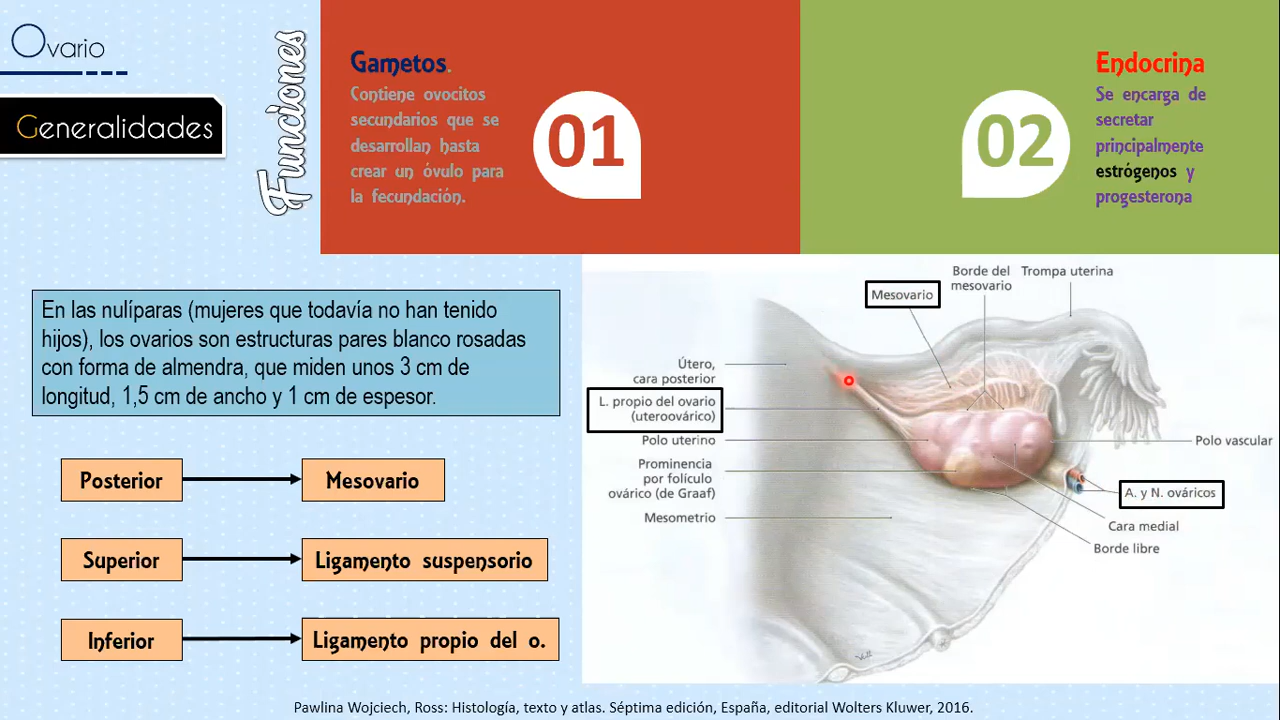 Ovario
Generalidades
Funciones
Gametos.
Contiene ovocitos
secundarios que se
desarrollan hasta
crear un óvulo para
la fecundación.
01
02
Endocrina
Se encarga de
secretar
principalmente
estrógenos y
progesterona
En las nulíparas (mujeres que todavía no han tenido
hijos), los ovarios son estructuras pares blanco rosadas
con forma de almendra, que miden unos 3 cm de
longitud, 1,5 cm de ancho y 1 cm de espesor.
Posterior
Mesovario
Superior
Ligamento suspensorio
Inferior
Ligamento propio del o.
Mesovario
Borde del
mesovario
Trompa uterina
Útero,
cara posterior
L. propio del ovario
(uteroovárico)
Polo uterino
Prominencia
por folículo
ovárico (de Graaf)
Mesometrio
Polo vascular
A. y N. ováricos
Cara medial
Borde libre
Pawlina Wojciech, Ross: Histología, texto y atlas. Séptima edición, España, editorial Wolters Kluwer, 2016.